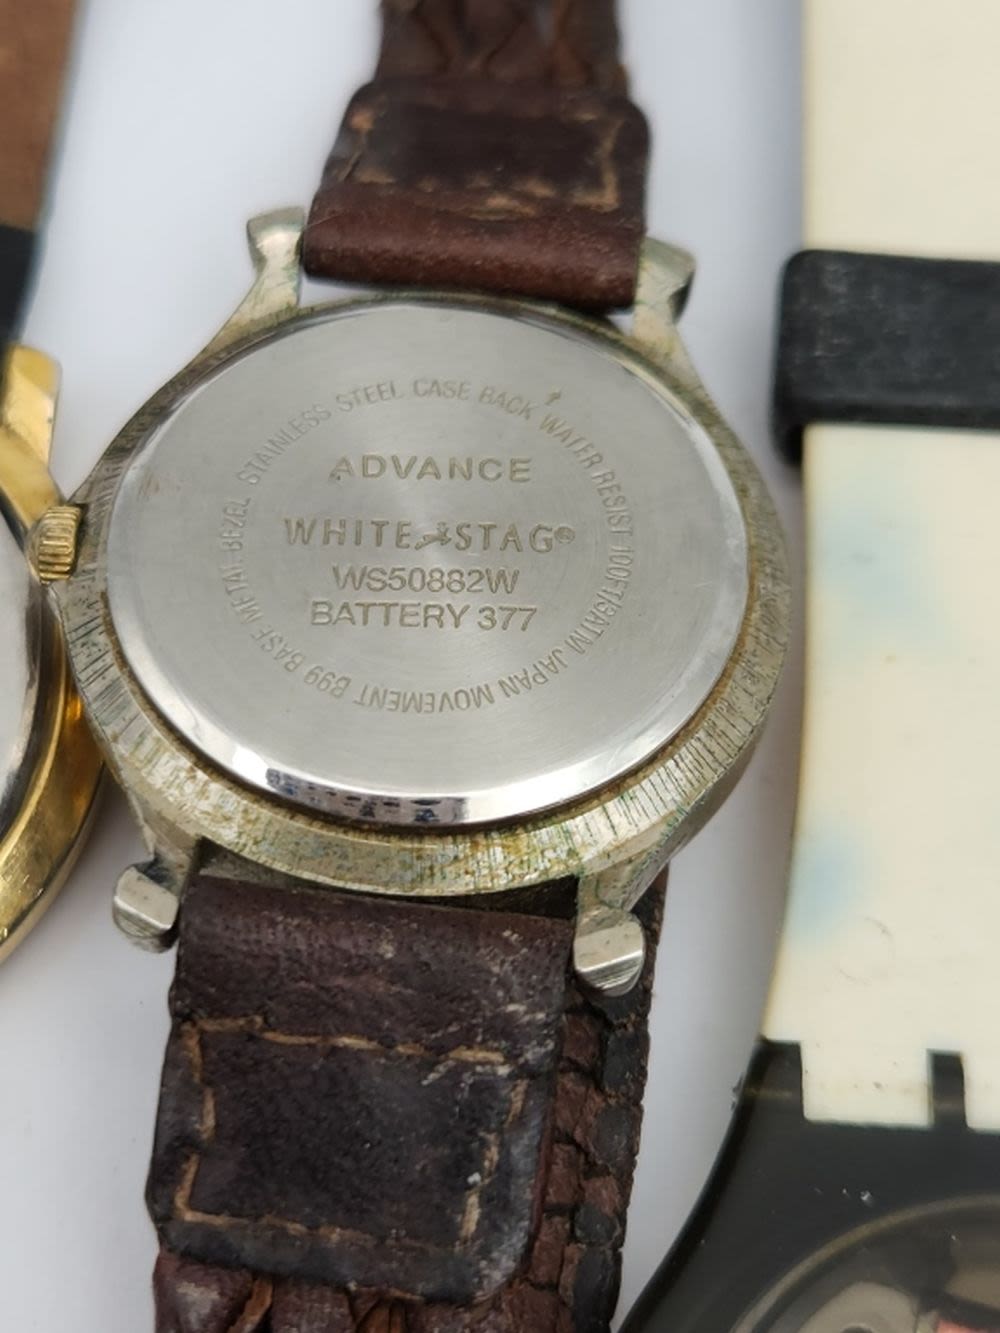 ADVANCE
WHITE STAG®
WS50882W
BATTERY 377
BASE METAL BEZEL STAINLESS STEEL CASE BACK WATER RESIST 100FT/3ATM JAPAN MOVEMENT B99